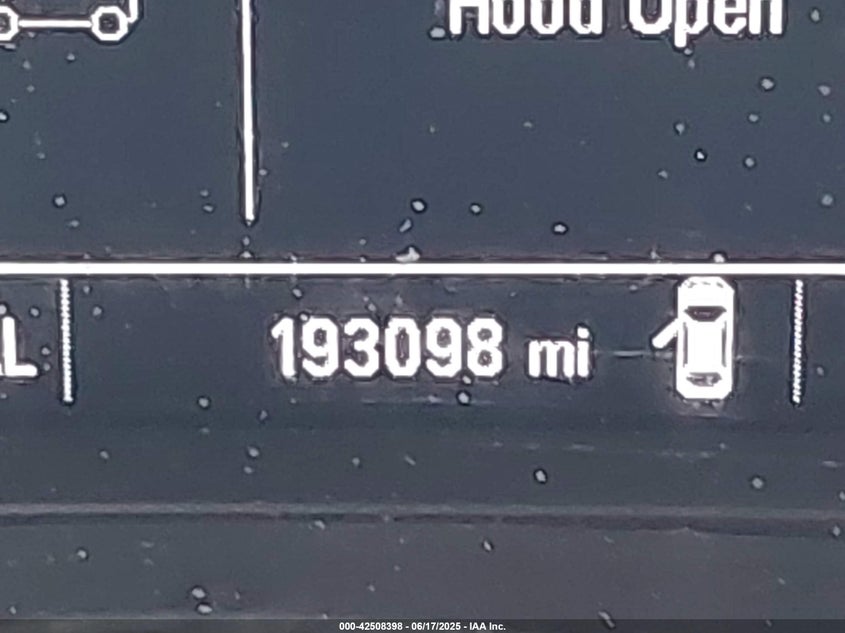 Hood Open
L
193098 mi
000-42508398 - 06/17/2025 - IAA Inc.